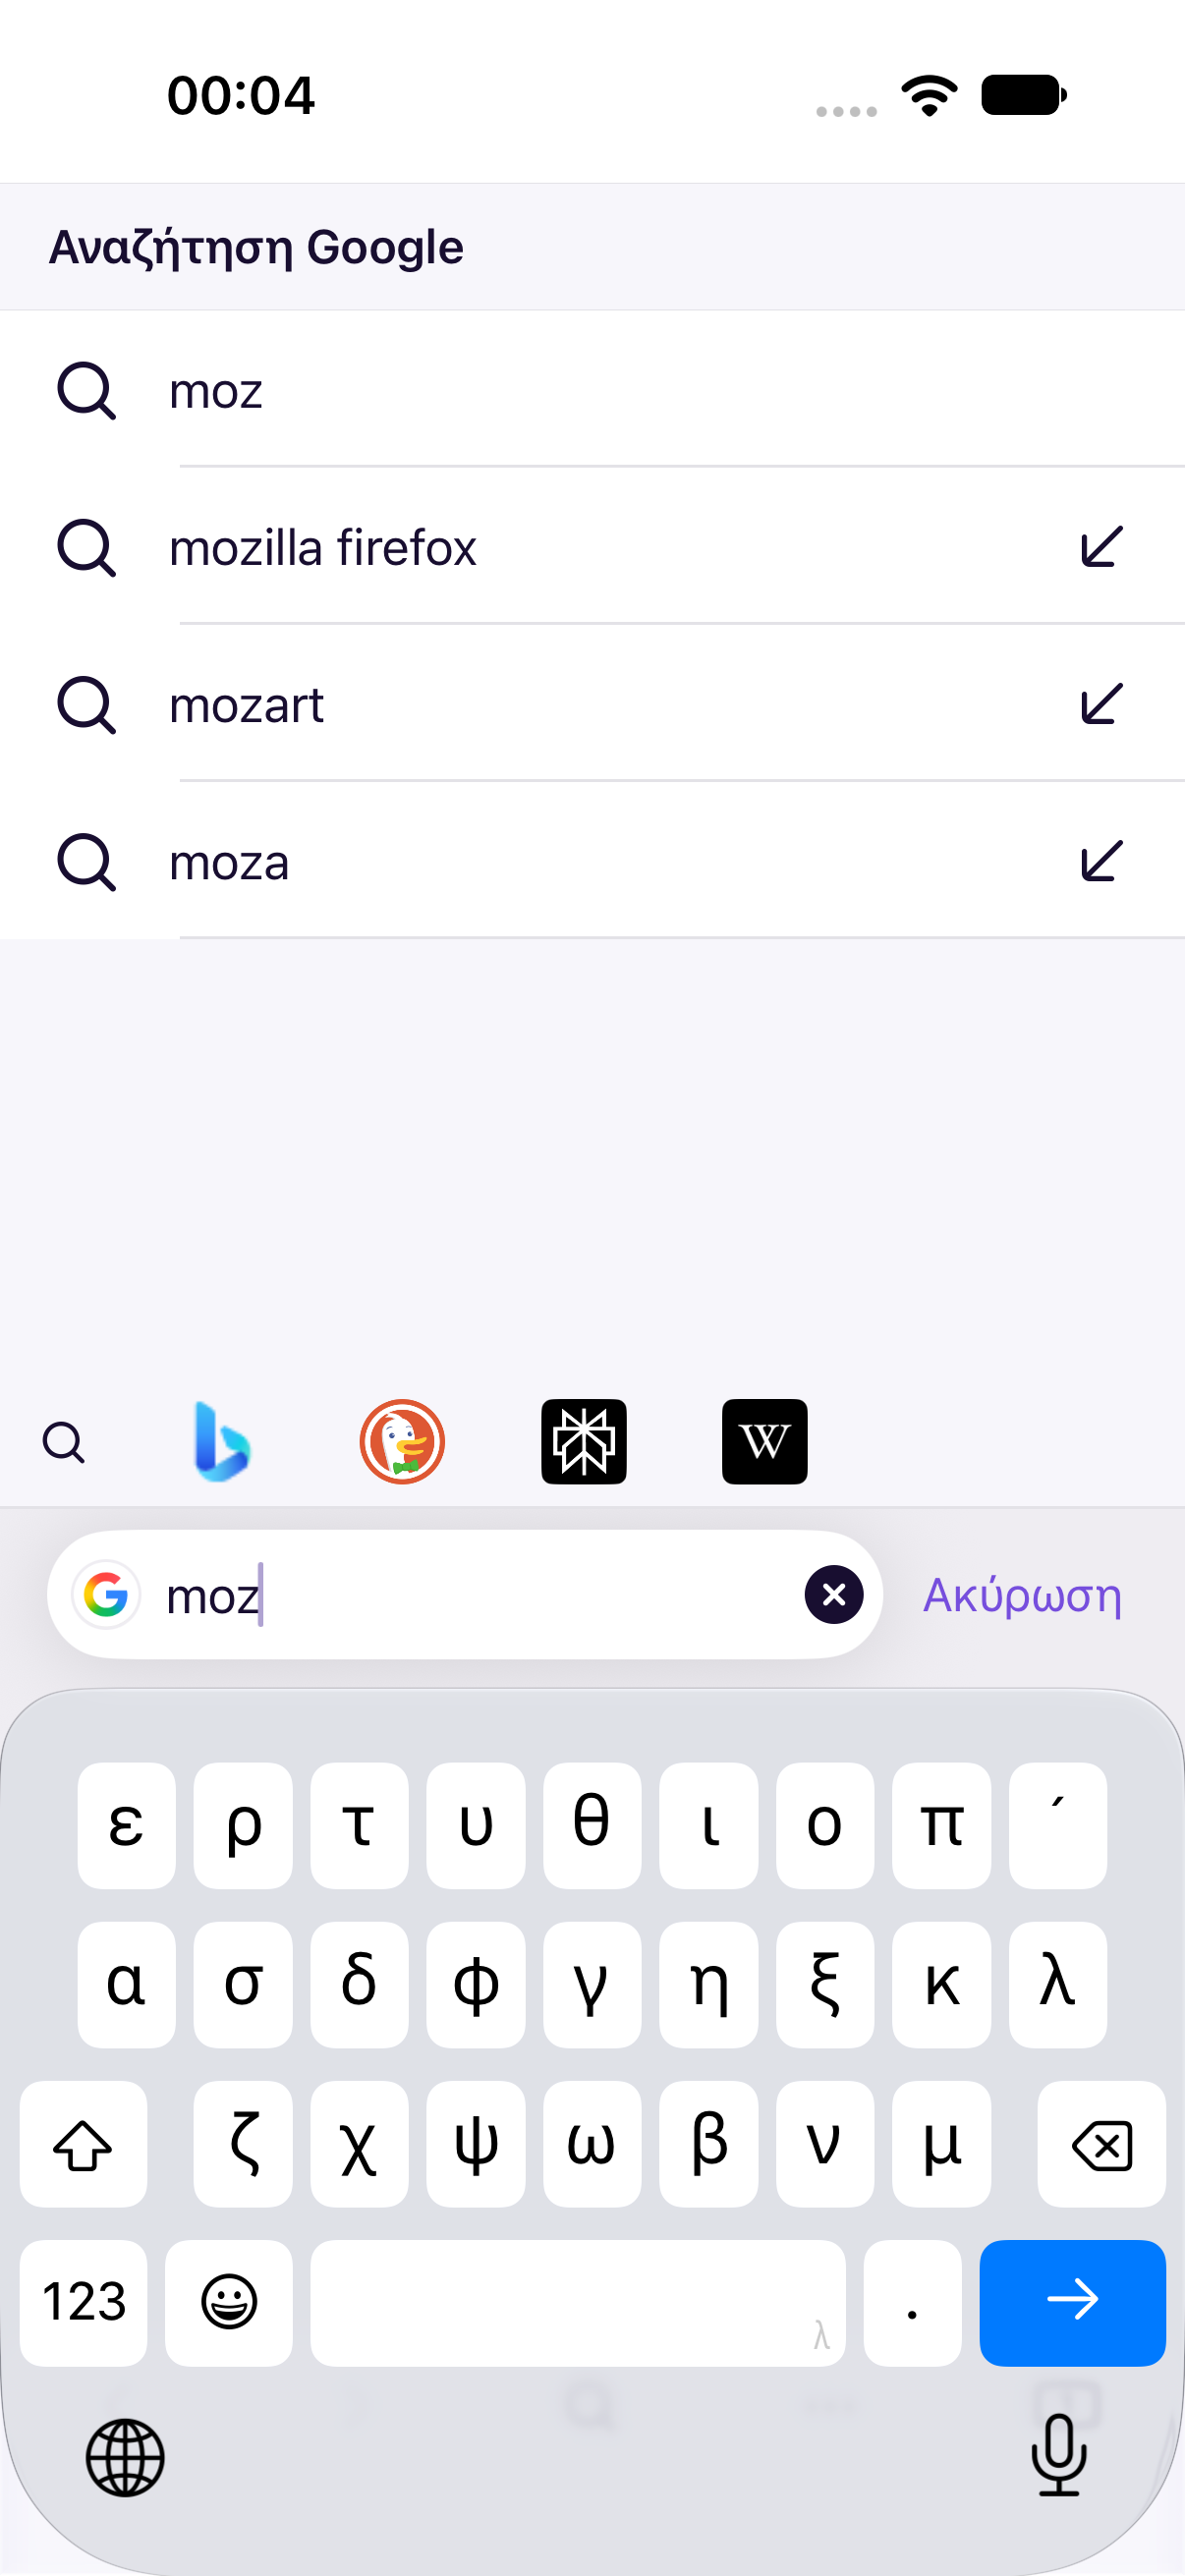 00:04
Αναζήτηση Google
moz
mozilla firefox
mozart
moza
W
moz
Ακύρωση
ε ρ τ υ θ ι ο π ΄
α σ δ φ γ η ξ κ λ
ζ χ ψ ω β ν μ
123 .
λ